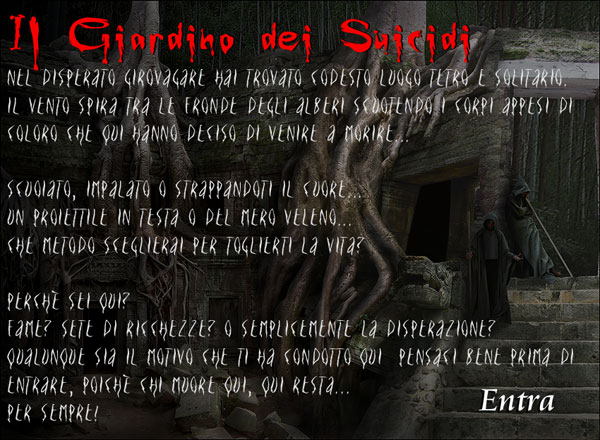 Il Giardino dei Suicidi
NEL DISPERATO GIROVAGARE HAI TROVATO CODESTO LUOGO TETRO E SOLITARIO.
IL VENTO SPIRA TRA LE FRONDE DEGLI ALBERI SCUOTENDO I CORPI APPESI DI
COLORO CHE QUI HANNO DECISO DI VENIRE A MORIRE...
SCUOIATO, IMPALATO O STRAPPANDOTI IL CUORE...
UN PROIETTILE IN TESTA O DEL MERO VELENO...
CHE METODO SCEGLIERAI PER TOGLIERTI LA VITA?
PERCHÈ SEI QUI?
FAME? SETE DI RICCHEZZE? O SEMPLICEMENTE LA DISPERAZIONE?
QUALUNQUE SIA IL MOTIVO CHE TI HA CONDOTTO QUI PENSACI BENE PRIMA DI
ENTRARE, POICHÈ CHI MUORE QUI, QUI RESTA...
PER SEMPRE!
Entra